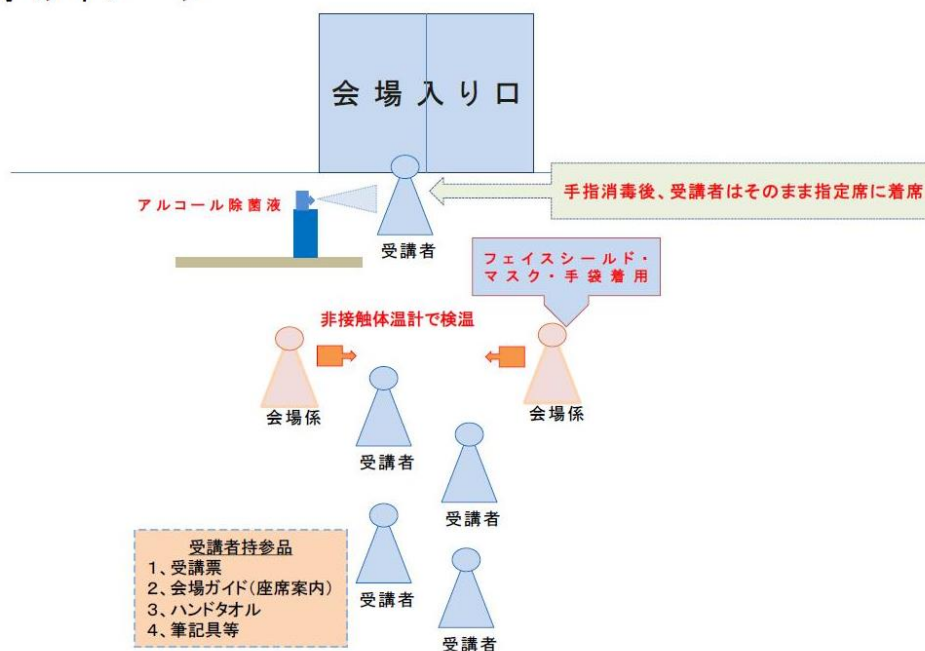 会場入り口
アルコール除菌液
手指消毒後、受講者はそのまま指定席に着席
受講者
フェイスシールド・
マスク・手袋着用
非接触体温計で検温
会場係
会場係
受講者
受講者
受講者
受講者
受講者持参品
1、受講票
2、会場ガイド(座席案内)
3、ハンドタオル
4、筆記具等